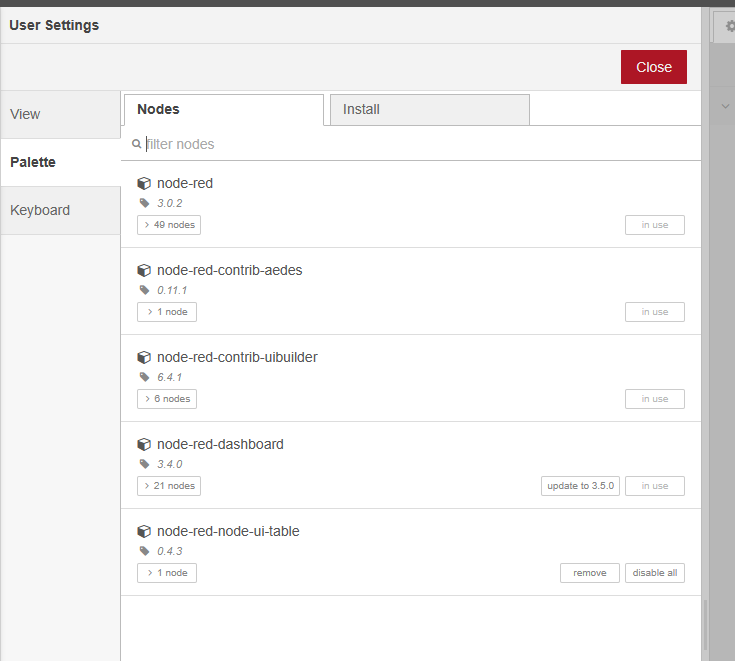 User Settings
Close
View
Palette
Keyboard
Nodes
Install
filter nodes
node-red
3.0.2
49 nodes
in use
node-red-contrib-aedes
0.11.1
1 node
in use
node-red-contrib-uibuilder
6.4.1
6 nodes
in use
node-red-dashboard
3.4.0
21 nodes
update to 3.5.0
in use
node-red-node-ui-table
0.4.3
1 node
remove
disable all